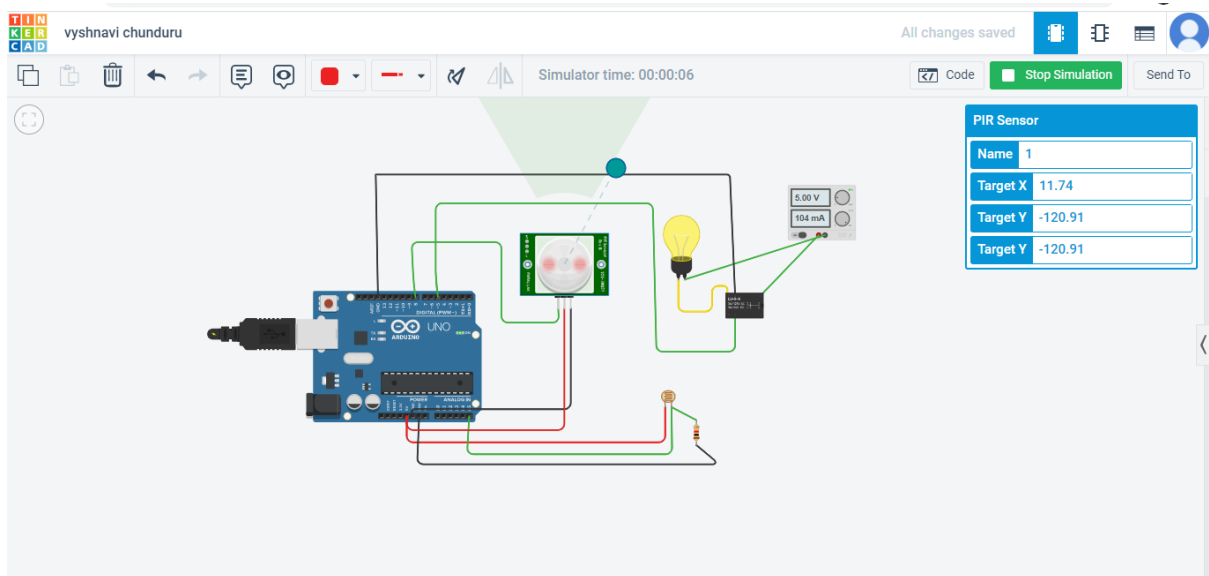 TIN
KER
CAD
vyshnavi chunduru
All changes saved
Simulator time: 00:00:06
Code
Stop Simulation
Send To
PIR Sensor
Name 1
Target X 11.74
Target Y -120.91
Target Y -120.91
5.00 V
104 mA
DIGITAL (PWM~)
UNO
ARDUINO
POWER
ANALOG IN